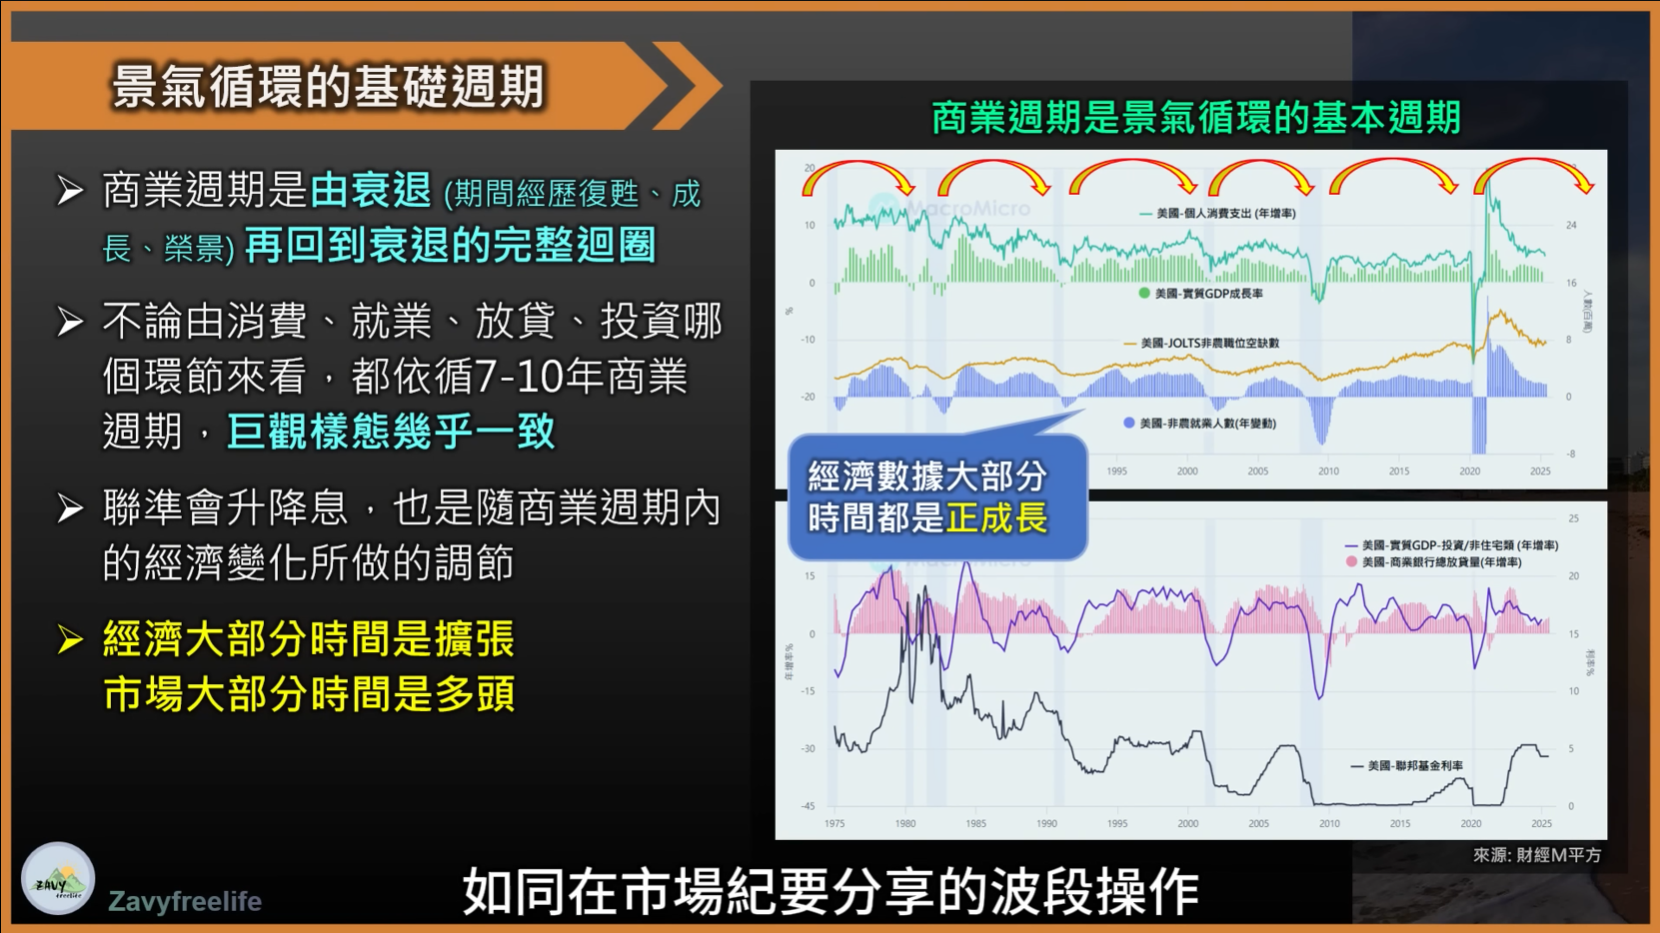 景氣循環的基礎週期
商業週期是由衰退 (期間經歷復甦、成
長、榮景) 再回到衰退的完整迴圈
不論由消費、就業、放貸、投資哪
個環節來看，都依循7-10年商業
週期，巨觀樣態幾乎一致
聯準會升降息，也是隨商業週期內
的經濟變化所做的調節
經濟大部分時間是擴張
市場大部分時間是多頭
商業週期是景氣循環的基本週期
MacroMicro
20
10
0
-10
-20
%
24
16
8
0
-8
人數(百萬)
美國-個人消費支出 (年增率)
美國-實質GDP成長率
美國-JOLTS非農職位空缺數
美國-非農就業人數(年變動)
1995
2000
2005
2010
2015
2020
2025
經濟數據大部分
時間都是正成長
美國-實質GDP-投資/非住宅類 (年增率)
美國-商業銀行總放貸量(年增率)
美國-聯邦基金利率
15
0
-15
-30
-45
年增率%
25
20
15
10
5
0
利率%
1975
1980
1985
1990
1995
2000
2005
2010
2015
2020
2025
來源: 財經M平方
ZAVY
freelife
Zavyfreelife
如同在市場紀要分享的波段操作